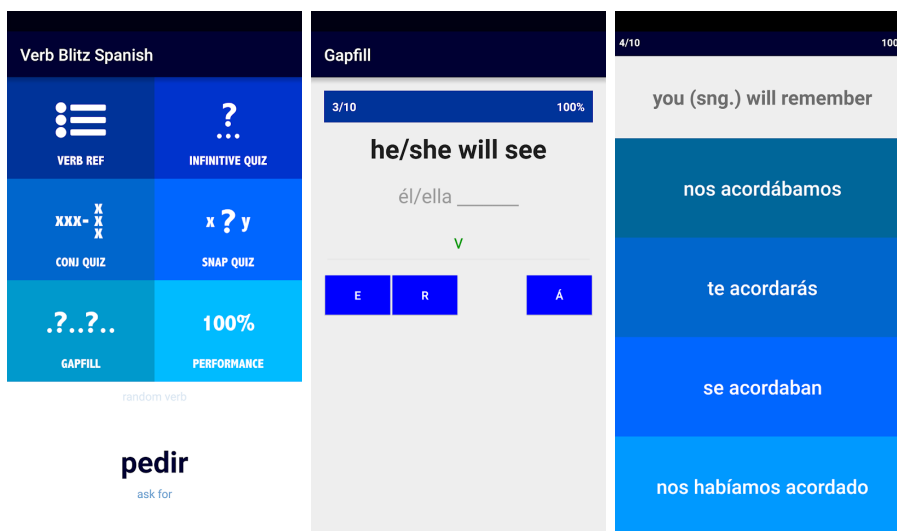 Verb Blitz Spanish
?
...
VERB REF
INFINITIVE QUIZ
x
xxx- x
x
x ? y
CONJ QUIZ
SNAP QUIZ
.?..?..
100%
GAPFILL
PERFORMANCE
random verb
pedir
ask for
Gapfill
3/10
100%
he/she will see
él/ella ______
V
E
R
Á
4/10
100
you (sng.) will remember
nos acordábamos
te acordarás
se acordaban
nos habíamos acordado